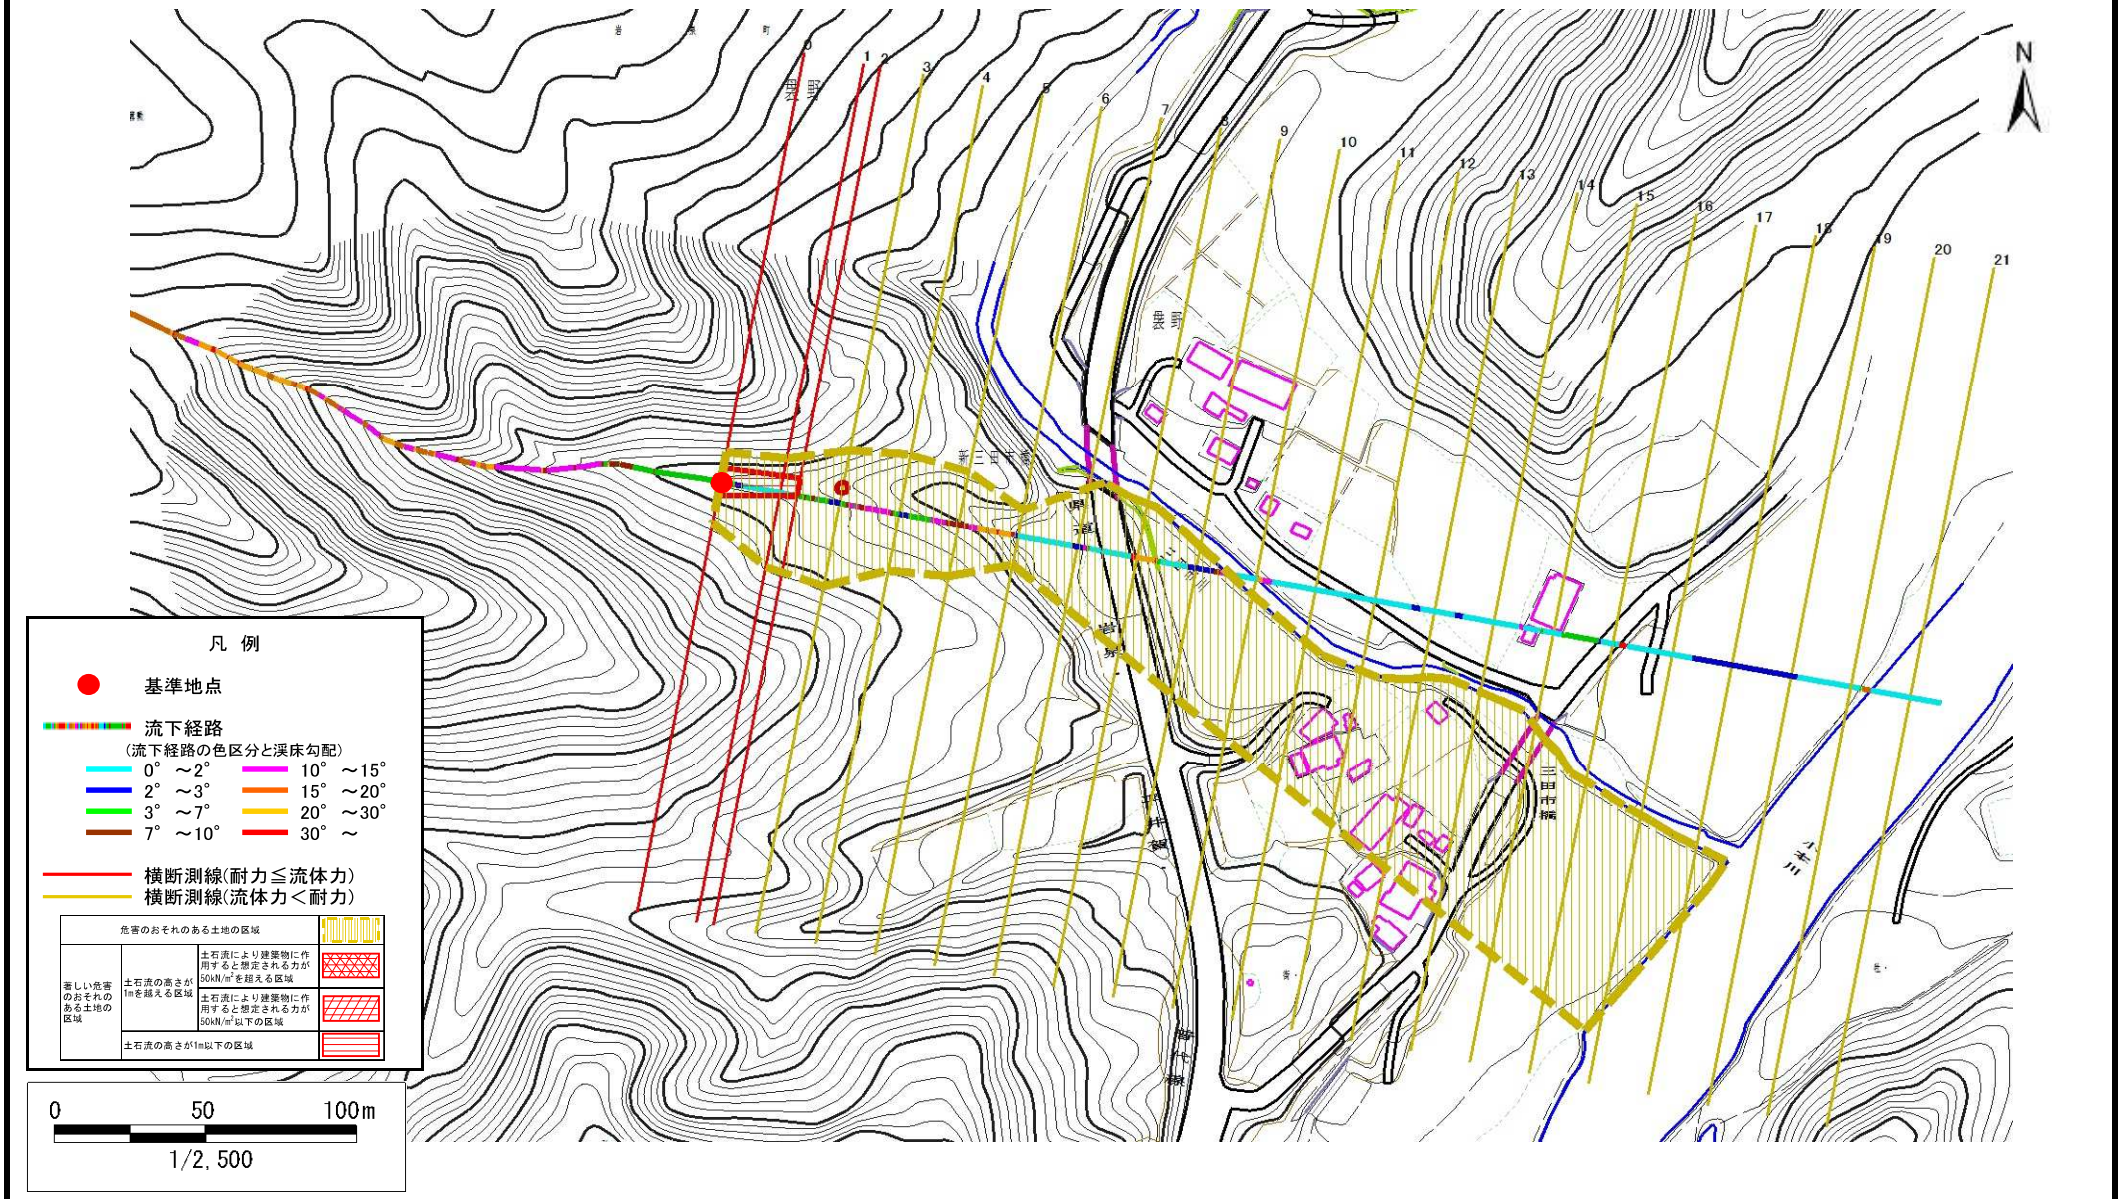 N
0
1
2
3
4
5
6
7
8
9
10
11
12
13
14
15
16
17
18
19
20
21
三田市橋
小本川
凡 例
基準地点
流下経路
(流下経路の色区分と渓床勾配)
0° ～2° 10° ～15°
2° ～3° 15° ～20°
3° ～7° 20° ～30°
7° ～10° 30° ～
横断測線(耐力≦流体力)
横断測線(流体力＜耐力)
危害のおそれのある土地の区域
著しい危害
のおそれの
ある土地の
区域
土石流の高さが
1mを越える区域
土石流により建築物に作
用すると想定される力が
50kN/m²を超える区域
土石流により建築物に作
用すると想定される力が
50kN/m²以下の区域
土石流の高さが1m以下の区域
0 50 100m
1/2,500